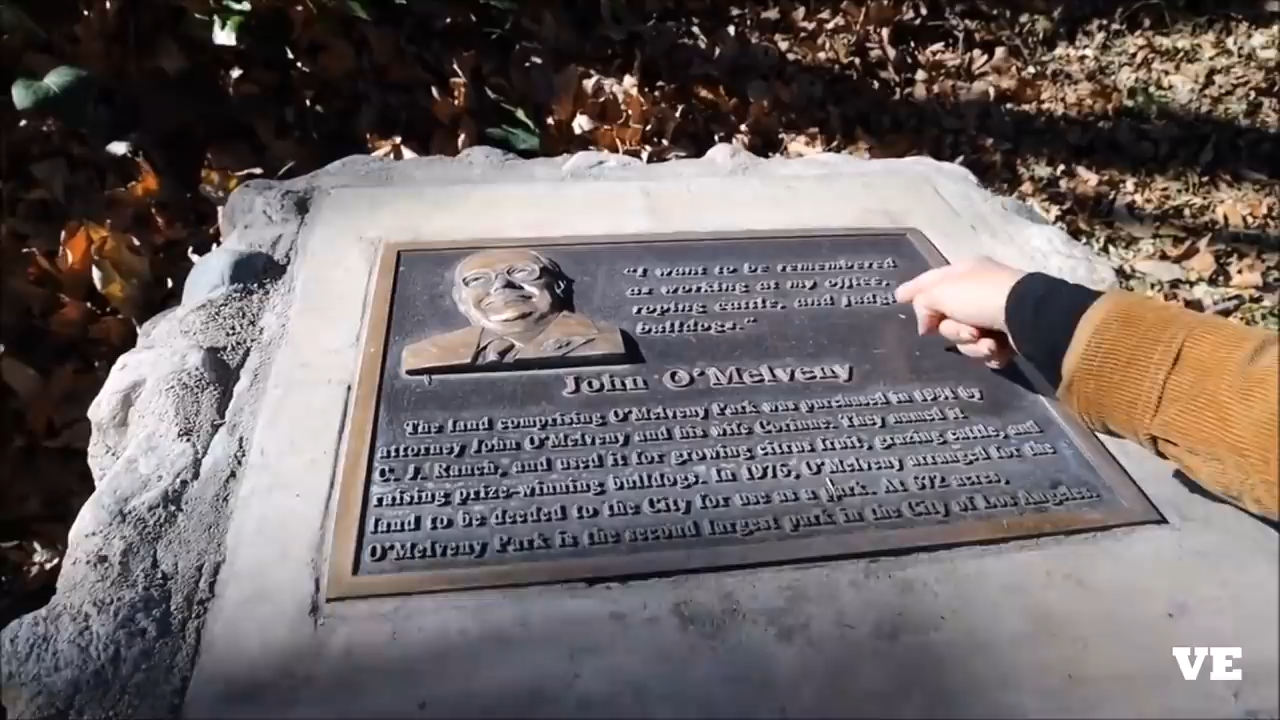 "I want to be remembered
as working at my office,
roping cattle, and judg
bulldogs."
John O'Melveny
The land comprising O'Melveny Park was purchased in 1941 by
attorney John O'Melveny and his wife Corinne. They named it
C. J. Ranch, and used it for growing citrus fruit, grazing cattle, and
raising prize-winning bulldogs. In 1976, O'Melveny arranged for the
land to be deeded to the City for use as a park. At 672 acres,
O'Melveny Park is the second largest park in the City of Los Angeles.
VE